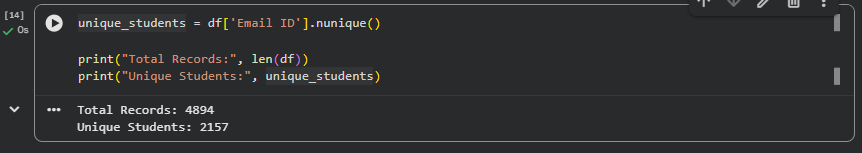 [14]
0s
unique_students = df['Email ID'].nunique()
print("Total Records:", len(df))
print("Unique Students:", unique_students)
Total Records: 4894
Unique Students: 2157